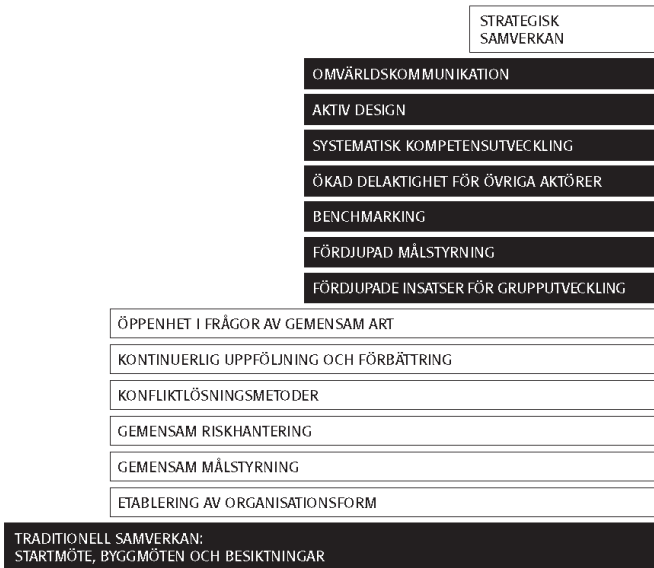 STRATEGISK
SAMVERKAN
OMVÄRLDSKOMMUNIKATION
AKTIV DESIGN
SYSTEMATISK KOMPETENSUTVECKLING
ÖKAD DELAKTIGHET FÖR ÖVRIGA AKTÖRER
BENCHMARKING
FÖRDJUPAD MÅLSTYRNING
FÖRDJUPADE INSATSER FÖR GRUPPUTVECKLING
ÖPPENHET I FRÅGOR AV GEMENSAM ART
KONTINUERLIG UPPFÖLJNING OCH FÖRBÄTTRING
KONFLIKTLÖSNINGSMETODER
GEMENSAM RISKHANTERING
GEMENSAM MÅLSTYRNING
ETABLERING AV ORGANISATIONSFORM
TRADITIONELL SAMVERKAN:
STARTMÖTE, BYGGMÖTEN OCH BESIKTNINGAR